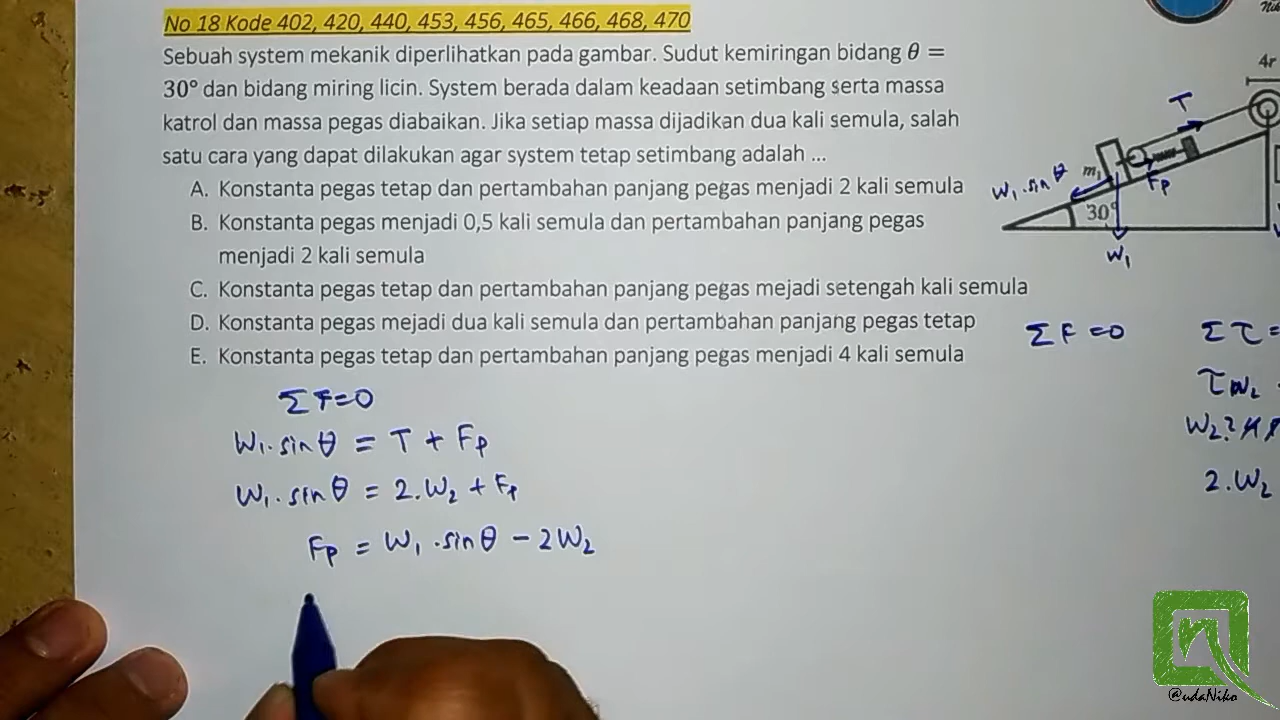 No 18 Kode 402, 420, 440, 453, 456, 465, 466, 468, 470
Sebuah system mekanik diperlihatkan pada gambar. Sudut kemiringan bidang θ =
30° dan bidang miring licin. System berada dalam keadaan setimbang serta massa
katrol dan massa pegas diabaikan. Jika setiap massa dijadikan dua kali semula, salah
satu cara yang dapat dilakukan agar system tetap setimbang adalah ...
A. Konstanta pegas tetap dan pertambahan panjang pegas menjadi 2 kali semula
B. Konstanta pegas menjadi 0,5 kali semula dan pertambahan panjang pegas
menjadi 2 kali semula
C. Konstanta pegas tetap dan pertambahan panjang pegas mejadi setengah kali semula
D. Konstanta pegas mejadi dua kali semula dan pertambahan panjang pegas tetap
E. Konstanta pegas tetap dan pertambahan panjang pegas menjadi 4 kali semula
4r
T
m₁
W₁ . sin θ
Fp
30°
W₁
ΣF = 0
Στ =
τW₂
W₂.
2.W₂
ΣF=0
W₁. sin θ = T + Fp
W₁. sin θ = 2.W₂ + Fp
Fp = W₁ . sin θ - 2W₂
@udaNiko